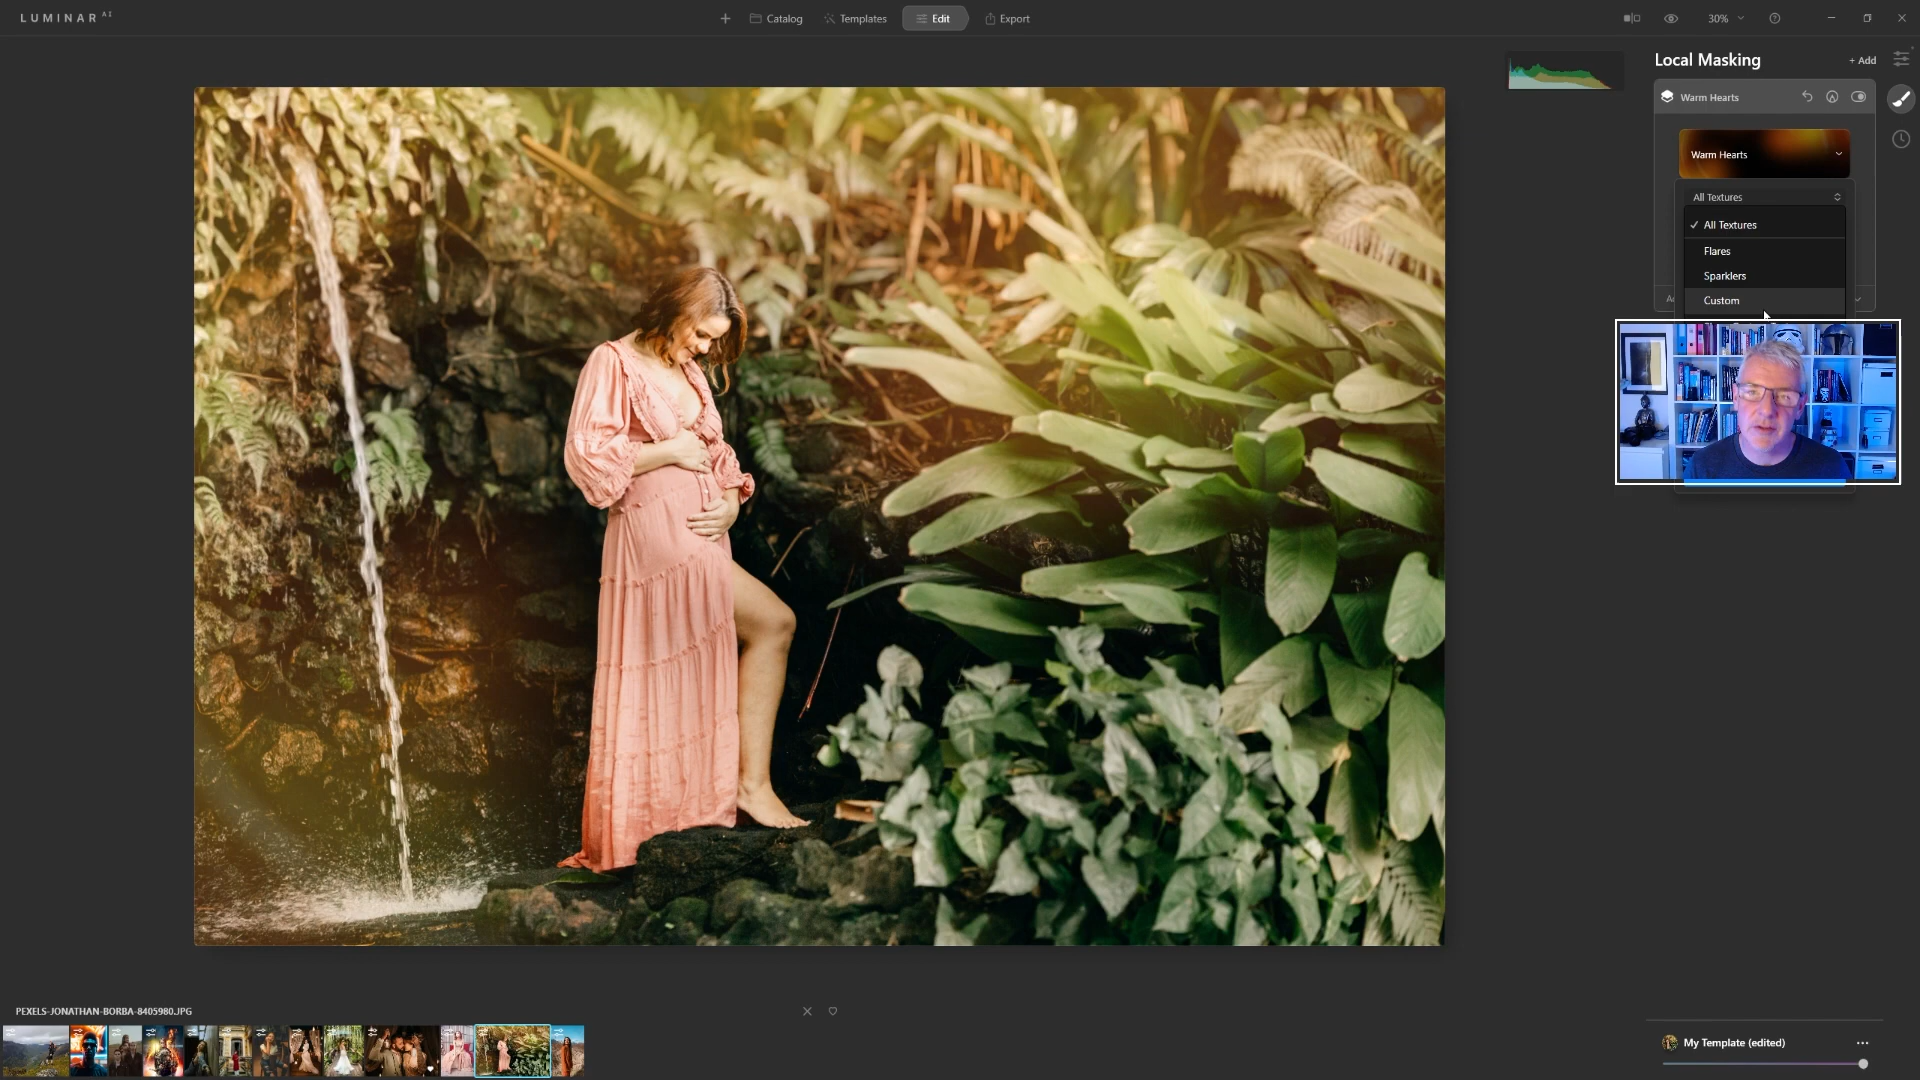 LUMINAR AI
Catalog
Templates
Edit
Export
30%
Local Masking
+ Add
Warm Hearts
Warm Hearts
All Textures
✓ All Textures
Flares
Sparklers
Custom
PEXELS-JONATHAN-BORBA-8405980.JPG
My Template (edited)